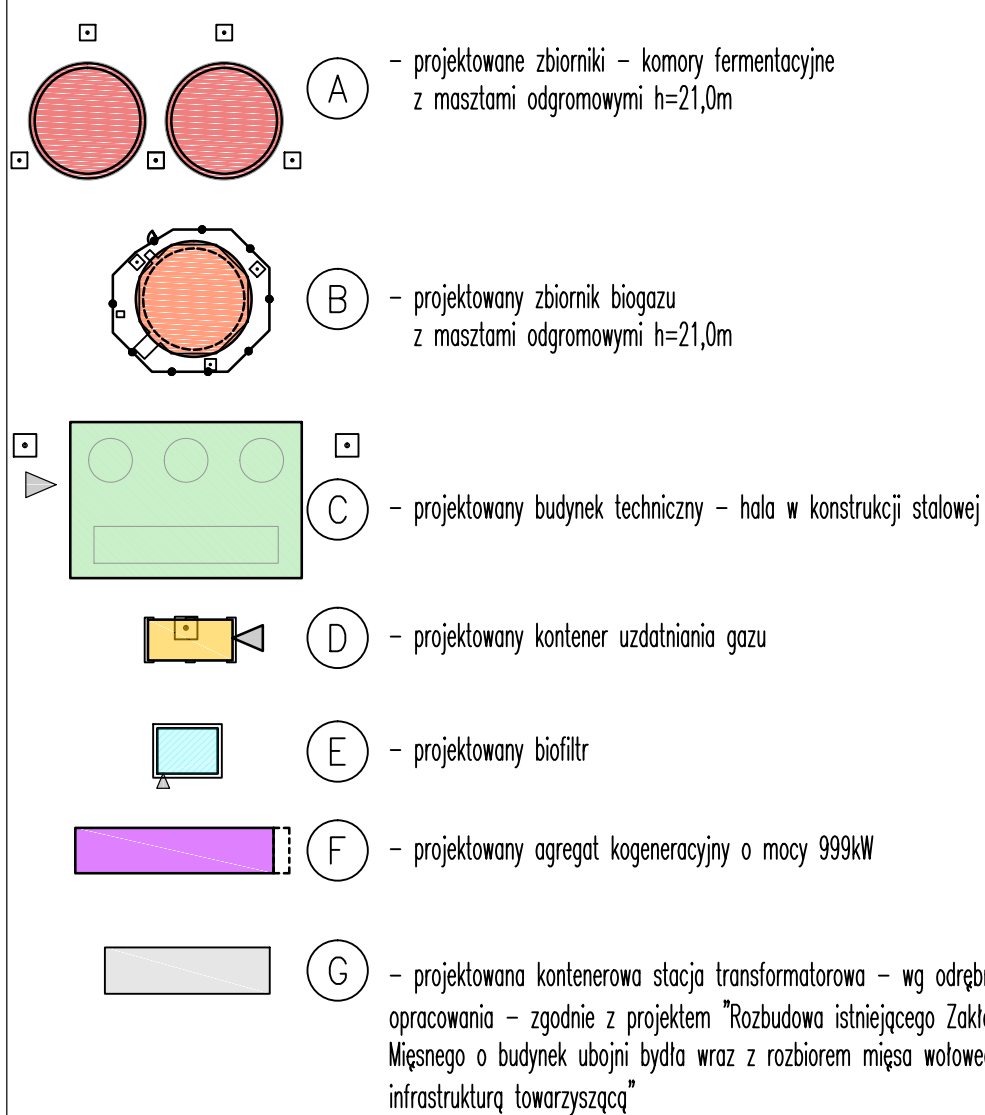 A – projektowane zbiorniki – komory fermentacyjne
z masztami odgromowymi h=21,0m
B – projektowany zbiornik biogazu
z masztami odgromowymi h=21,0m
C – projektowany budynek techniczny – hala w konstrukcji stalowej
D – projektowany kontener uzdatniania gazu
E – projektowany biofiltr
F – projektowany agregat kogeneracyjny o mocy 999kW
G – projektowana kontenerowa stacja transformatorowa – wg
opracowania – zgodnie z projektem "Rozbudowa istniejącego
Mięsnego o budynek ubojni bydła wraz z rozbiorem mięsa
infrastrukturą towarzyszącą"